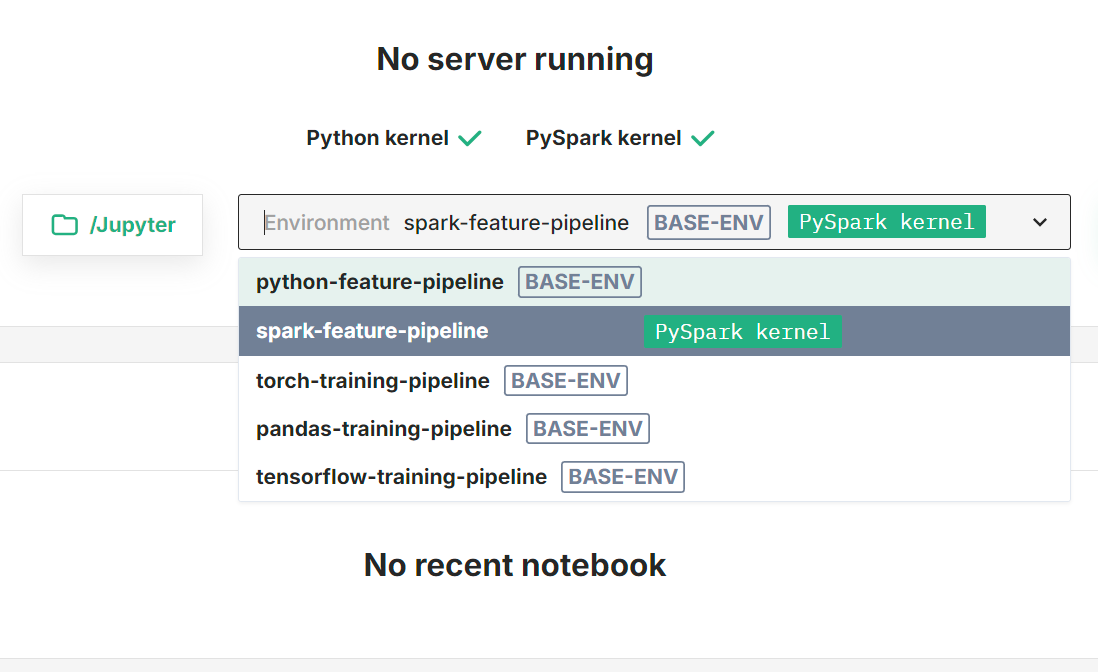 No server running
Python kernel PySpark kernel
/Jupyter Environment spark-feature-pipeline BASE-ENV PySpark kernel
python-feature-pipeline BASE-ENV
spark-feature-pipeline PySpark kernel
torch-training-pipeline BASE-ENV
pandas-training-pipeline BASE-ENV
tensorflow-training-pipeline BASE-ENV
No recent notebook